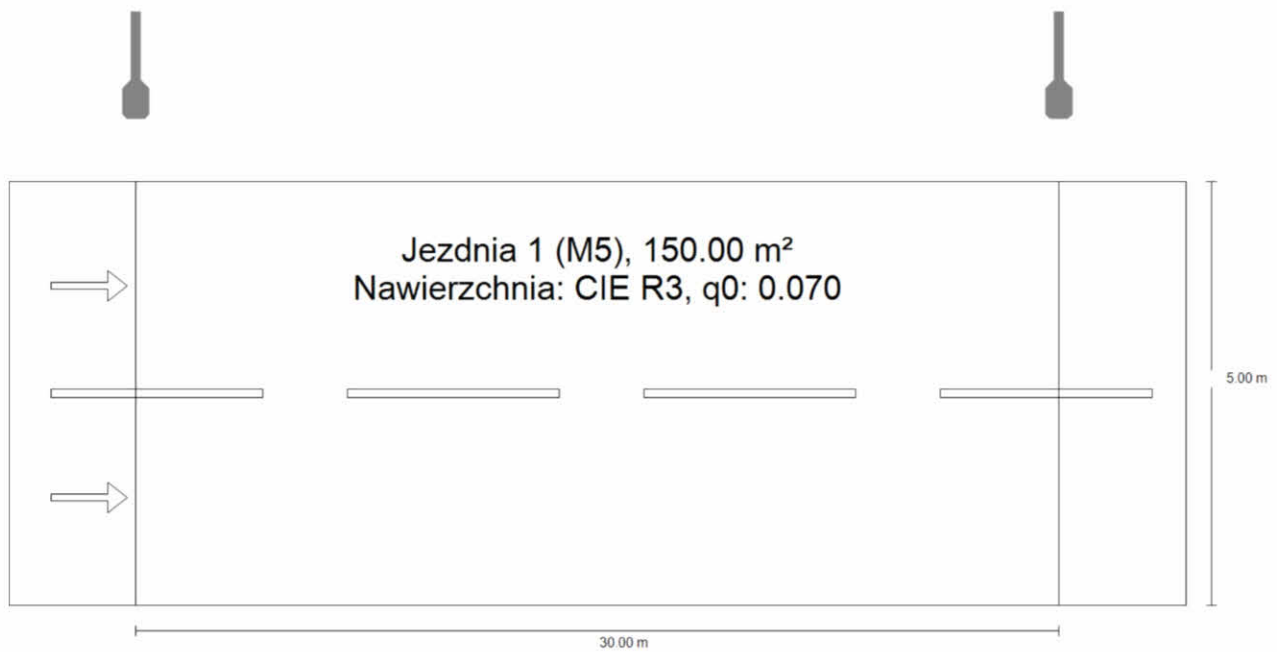 Jezdnia 1 (M5), 150.00 m²
Nawierzchnia: CIE R3, q0: 0.070
5.00 m
30.00 m